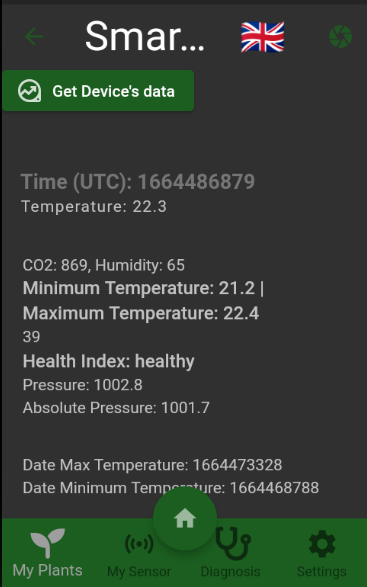 Smar...
Get Device's data
Time (UTC): 1664486879
Temperature: 22.3
CO2: 869, Humidity: 65
Minimum Temperature: 21.2 |
Maximum Temperature: 22.4
39
Health Index: healthy
Pressure: 1002.8
Absolute Pressure: 1001.7
Date Max Temperature: 1664473328
Date Minimum Temperature: 1664468788
My Plants
My Sensor
Diagnosis
Settings